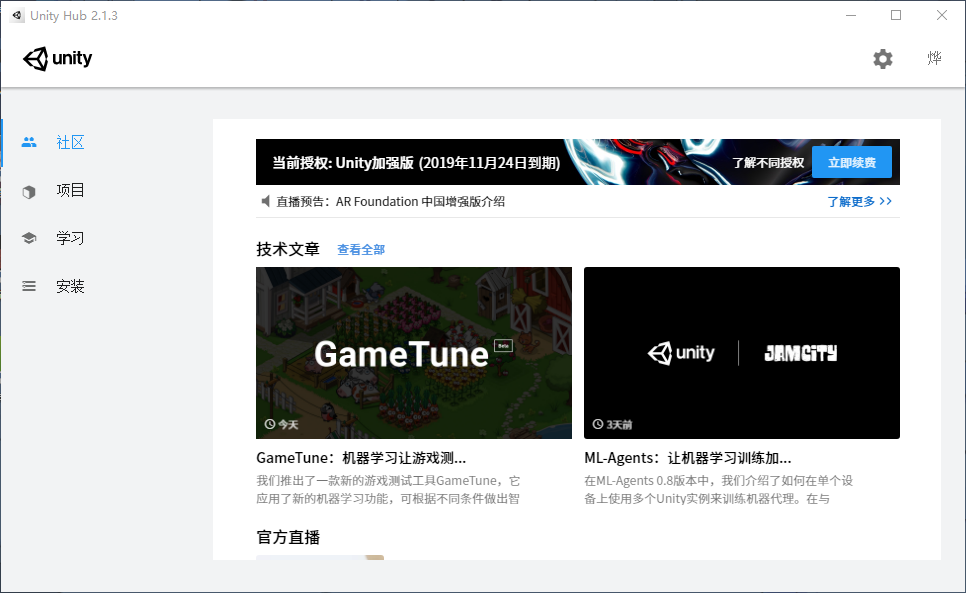 Unity Hub 2.1.3
unity
烨
社区
项目
学习
安装
当前授权: Unity加强版 (2019年11月24日到期)
了解不同授权
立即续费
直播预告：AR Foundation 中国增强版介绍
了解更多 >>
技术文章
查看全部
GameTune Beta
今天
unity | JAMCITY
3天前
GameTune：机器学习让游戏测...
我们推出了一款新的游戏测试工具GameTune，它
应用了新的机器学习功能，可根据不同条件做出智
ML-Agents：让机器学习训练加...
在ML-Agents 0.8版本中，我们介绍了如何在单个设
备上使用多个Unity实例来训练机器代理。在与
官方直播